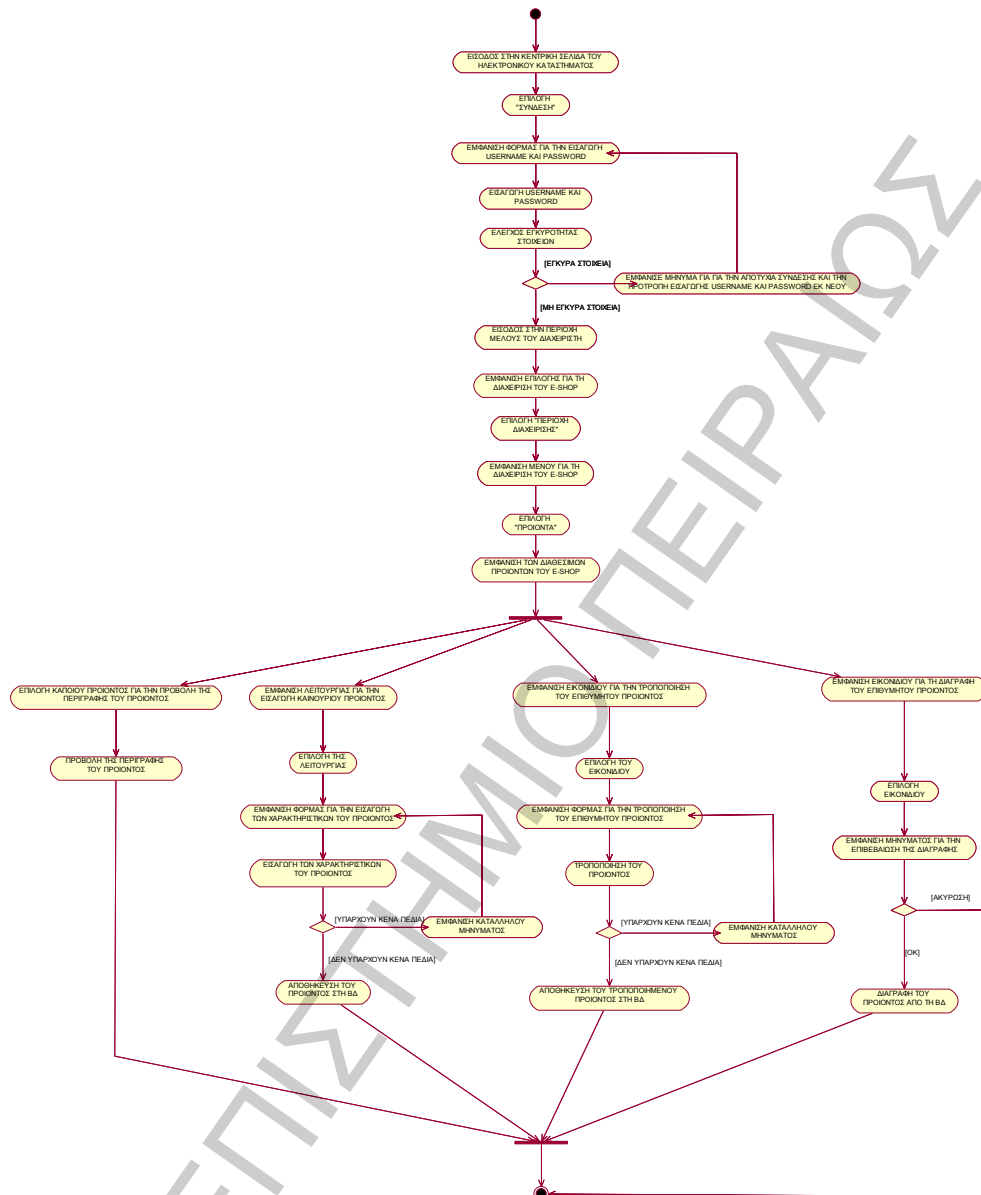 ΕΙΣΟΔΟΣ ΣΤΗΝ ΚΕΝΤΡΙΚΗ ΣΕΛΙΔΑ ΤΟΥ
ΗΛΕΚΤΡΟΝΙΚΟΥ ΚΑΤΑΣΤΗΜΑΤΟΣ
ΕΠΙΛΟΓΗ
"ΣΥΝΔΕΣΗ"
ΕΜΦΑΝΙΣΗ ΦΟΡΜΑΣ ΓΙΑ ΤΗΝ ΕΙΣΑΓΩΓΗ
USERNAME ΚΑΙ PASSWORD
ΕΙΣΑΓΩΓΗ USERNAME ΚΑΙ
PASSWORD
ΕΛΕΓΧΟΣ ΕΓΚΥΡΟΤΗΤΑΣ
ΣΤΟΙΧΕΙΩΝ
[ΕΓΚΥΡΑ ΣΤΟΙΧΕΙΑ]
ΕΜΦΑΝΙΣΕ ΜΗΝΥΜΑ ΓΙΑ ΓΙΑ ΤΗΝ ΑΠΟΤΥΧΙΑ ΣΥΝΔΕΣΗΣ ΚΑΙ ΤΗΝ
ΠΡΟΤΡΟΠΗ ΕΙΣΑΓΩΓΗΣ USERNAME ΚΑΙ PASSWORD ΕΚ ΝΕΟΥ
[ΜΗ ΕΓΚΥΡΑ ΣΤΟΙΧΕΙΑ]
ΕΙΣΟΔΟΣ ΣΤΗΝ ΠΕΡΙΟΧΗ
ΜΕΛΟΥΣ ΤΟΥ ΔΙΑΧΕΙΡΙΣΤΗ
ΕΜΦΑΝΙΣΗ ΕΠΙΛΟΓΗΣ ΓΙΑ ΤΗ
ΔΙΑΧΕΙΡΙΣΗ ΤΟΥ E-SHOP
ΕΠΙΛΟΓΗ "ΠΕΡΙΟΧΗ
ΔΙΑΧΕΙΡΙΣΗΣ"
ΕΜΦΑΝΙΣΗ ΜΕΝΟΥ ΓΙΑ ΤΗ
ΔΙΑΧΕΙΡΙΣΗ ΤΟΥ E-SHOP
ΕΠΙΛΟΓΗ
"ΠΡΟΙΟΝΤΑ"
ΕΜΦΑΝΙΣΗ ΤΩΝ ΔΙΑΘΕΣΙΜΩΝ
ΠΡΟΙΟΝΤΩΝ ΤΟΥ E-SHOP
ΕΠΙΛΟΓΗ ΚΑΠΟΙΟΥ ΠΡΟΙΟΝΤΟΣ ΓΙΑ ΤΗΝ ΠΡΟΒΟΛΗ ΤΗΣ
ΠΕΡΙΓΡΑΦΗΣ ΤΟΥ ΠΡΟΙΟΝΤΟΣ
ΠΡΟΒΟΛΗ ΤΗΣ ΠΕΡΙΓΡΑΦΗΣ
ΤΟΥ ΠΡΟΙΟΝΤΟΣ
ΕΜΦΑΝΙΣΗ ΛΕΙΤΟΥΡΓΙΑΣ ΓΙΑ ΤΗΝ
ΕΙΣΑΓΩΓΗ ΚΑΙΝΟΥΡΙΟΥ ΠΡΟΙΟΝΤΟΣ
ΕΠΙΛΟΓΗ ΤΗΣ
ΛΕΙΤΟΥΡΓΙΑΣ
ΕΜΦΑΝΙΣΗ ΦΟΡΜΑΣ ΓΙΑ ΤΗΝ ΕΙΣΑΓΩΓΗ
ΤΩΝ ΧΑΡΑΚΤΗΡΙΣΤΙΚΩΝ ΤΟΥ ΠΡΟΙΟΝΤΟΣ
ΕΙΣΑΓΩΓΗ ΤΩΝ ΧΑΡΑΚΤΗΡΙΣΤΙΚΩΝ
ΤΟΥ ΠΡΟΙΟΝΤΟΣ
[ΥΠΑΡΧΟΥΝ ΚΕΝΑ ΠΕΔΙΑ]
ΕΜΦΑΝΙΣΗ ΚΑΤΑΛΛΗΛΟΥ
ΜΗΝΥΜΑΤΟΣ
[ΔΕΝ ΥΠΑΡΧΟΥΝ ΚΕΝΑ ΠΕΔΙΑ]
ΑΠΟΘΗΚΕΥΣΗ ΤΟΥ
ΠΡΟΙΟΝΤΟΣ ΣΤΗ ΒΔ
ΕΜΦΑΝΙΣΗ ΕΙΚΟΝΙΔΙΟΥ ΓΙΑ ΤΗΝ ΤΡΟΠΟΠΟΙΗΣΗ
ΤΟΥ ΕΠΙΘΥΜΗΤΟΥ ΠΡΟΙΟΝΤΟΣ
ΕΠΙΛΟΓΗ ΤΟΥ
ΕΙΚΟΝΙΔΙΟΥ
ΕΜΦΑΝΙΣΗ ΦΟΡΜΑΣ ΓΙΑ ΤΗΝ ΤΡΟΠΟΠΟΙΗΣΗ
ΤΟΥ ΕΠΙΘΥΜΗΤΟΥ ΠΡΟΙΟΝΤΟΣ
ΤΡΟΠΟΠΟΙΗΣΗ ΤΟΥ
ΠΡΟΙΟΝΤΟΣ
[ΥΠΑΡΧΟΥΝ ΚΕΝΑ ΠΕΔΙΑ]
ΕΜΦΑΝΙΣΗ ΚΑΤΑΛΛΗΛΟΥ
ΜΗΝΥΜΑΤΟΣ
[ΔΕΝ ΥΠΑΡΧΟΥΝ ΚΕΝΑ ΠΕΔΙΑ]
ΑΠΟΘΗΚΕΥΣΗ ΤΟΥ ΤΡΟΠΟΠΟΙΗΜΕΝΟΥ
ΠΡΟΙΟΝΤΟΣ ΣΤΗ ΒΔ
ΕΜΦΑΝΙΣΗ ΕΙΚΟΝΙΔΙΟΥ ΓΙΑ ΤΗ ΔΙΑΓΡΑΦΗ
ΤΟΥ ΕΠΙΘΥΜΗΤΟΥ ΠΡΟΙΟΝΤΟΣ
ΕΠΙΛΟΓΗ
ΕΙΚΟΝΙΔΙΟΥ
ΕΜΦΑΝΙΣΗ ΜΗΝΥΜΑΤΟΣ ΓΙΑ ΤΗΝ
ΕΠΙΒΕΒΑΙΩΣΗ ΤΗΣ ΔΙΑΓΡΑΦΗΣ
[ΑΚΥΡΩΣΗ]
[OK]
ΔΙΑΓΡΑΦΗ ΤΟΥ
ΠΡΟΙΟΝΤΟΣ ΑΠΟ ΤΗ ΒΔ
ΕΠΙΣΤΗΜΙΟ ΠΕΙΡΑΙΩΣ